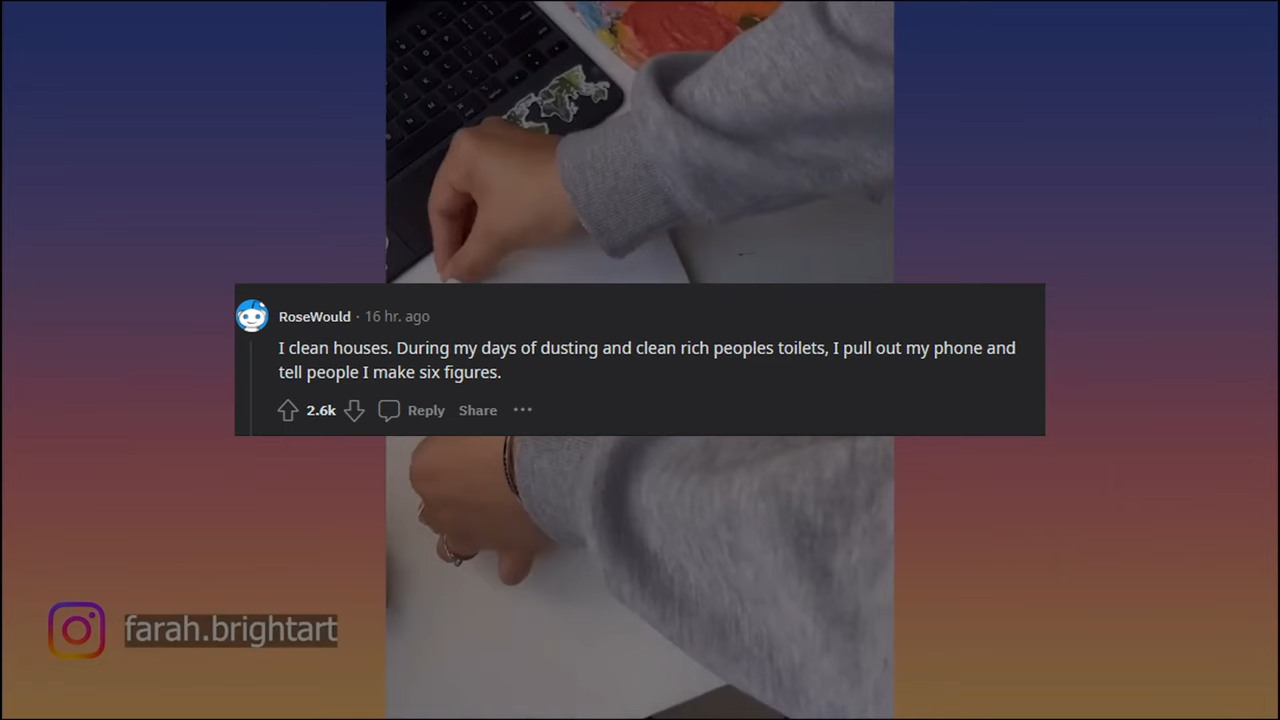 RoseWould · 16 hr. ago
I clean houses. During my days of dusting and clean rich peoples toilets, I pull out my phone and
tell people I make six figures.
2.6k Reply Share ···
farah.brightart